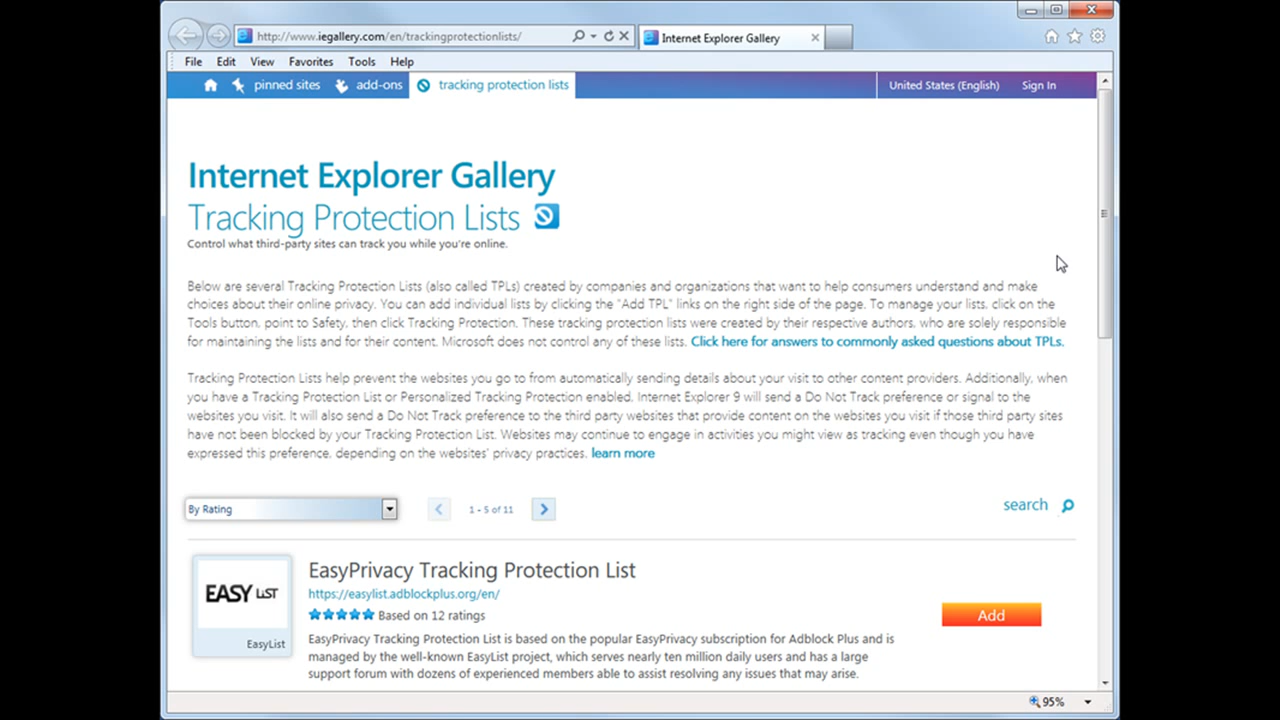 http://www.iegallery.com/en/trackingprotectionlists/
Internet Explorer Gallery
File Edit View Favorites Tools Help
pinned sites add-ons tracking protection lists United States (English) Sign In
Internet Explorer Gallery
Tracking Protection Lists
Control what third-party sites can track you while you're online.
Below are several Tracking Protection Lists (also called TPLs) created by companies and organizations that want to help consumers understand and make
choices about their online privacy. You can add individual lists by clicking the "Add TPL" links on the right side of the page. To manage your lists, click on the
Tools button, point to Safety, then click Tracking Protection. These tracking protection lists were created by their respective authors, who are solely responsible
for maintaining the lists and for their content. Microsoft does not control any of these lists. Click here for answers to commonly asked questions about TPLs.
Tracking Protection Lists help prevent the websites you go to from automatically sending details about your visit to other content providers. Additionally, when
you have a Tracking Protection List or Personalized Tracking Protection enabled, Internet Explorer 9 will send a Do Not Track preference or signal to the
websites you visit. It will also send a Do Not Track preference to the third party websites that provide content on the websites you visit if those third party sites
have not been blocked by your Tracking Protection List. Websites may continue to engage in activities you might view as tracking even though you have
expressed this preference, depending on the websites' privacy practices. learn more
By Rating 1 - 5 of 11 search
EASY LIST
EasyList
EasyPrivacy Tracking Protection List
https://easylist.adblockplus.org/en/
Based on 12 ratings
Add
EasyPrivacy Tracking Protection List is based on the popular EasyPrivacy subscription for Adblock Plus and is
managed by the well-known EasyList project, which serves nearly ten million daily users and has a large
support forum with dozens of experienced members able to assist resolving any issues that may arise.
95%